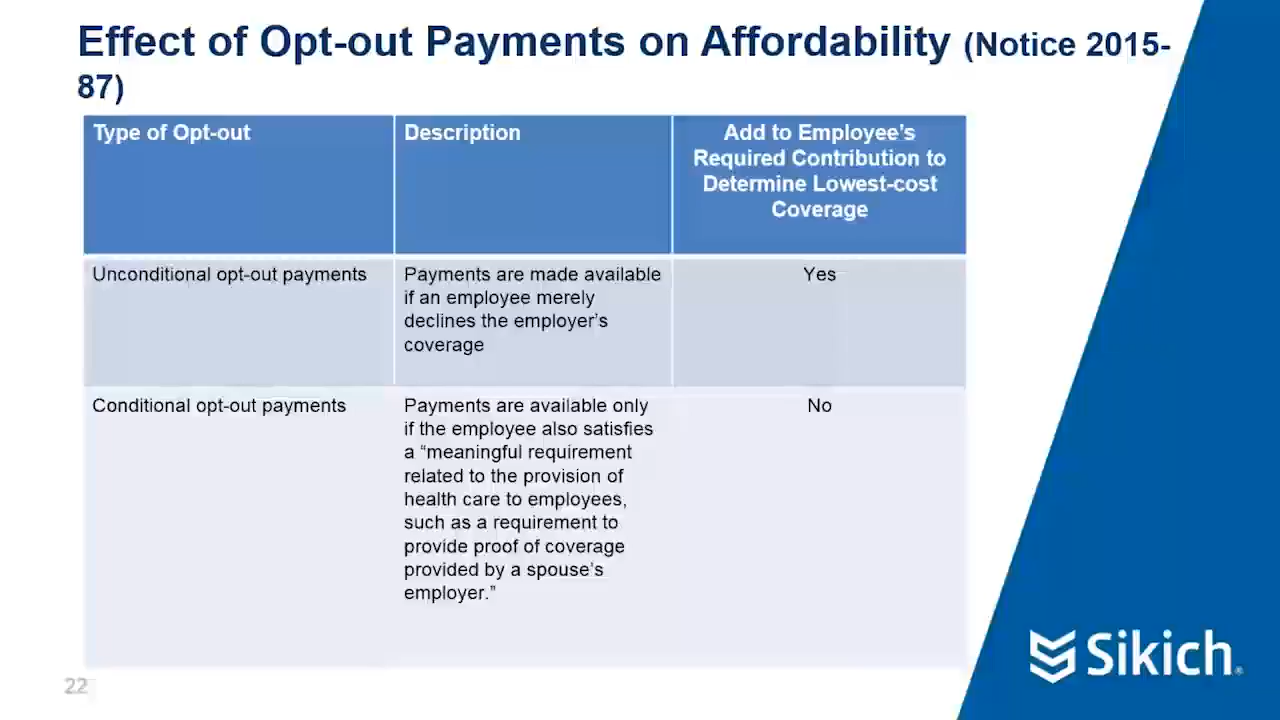 Effect of Opt-out Payments on Affordability (Notice 2015-
87)
Type of Opt-out
Description
Add to Employee’s
Required Contribution to
Determine Lowest-cost
Coverage
Unconditional opt-out payments
Payments are made available
if an employee merely
declines the employer’s
coverage
Yes
Conditional opt-out payments
Payments are available only
if the employee also satisfies
a “meaningful requirement
related to the provision of
health care to employees,
such as a requirement to
provide proof of coverage
provided by a spouse’s
employer.”
No
22
Sikich®